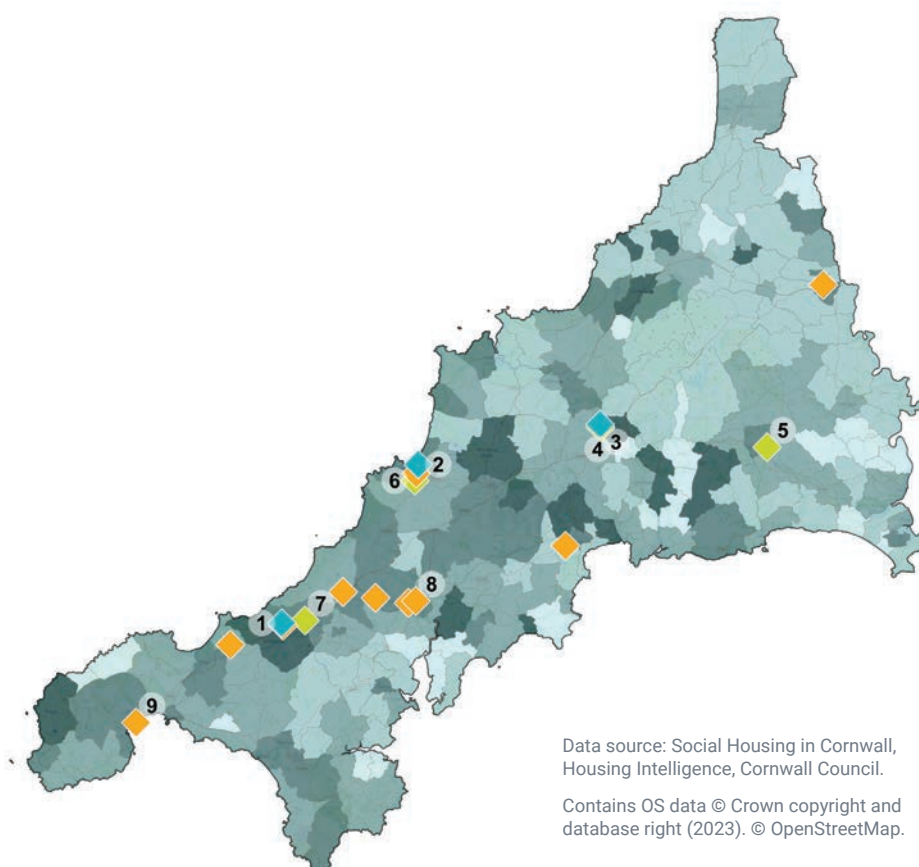 5
3
4
2
6
8
7
1
9
Data source: Social Housing in Cornwall,
Housing Intelligence, Cornwall Council.
Contains OS data © Crown copyright and
database right (2023). © OpenStreetMap.